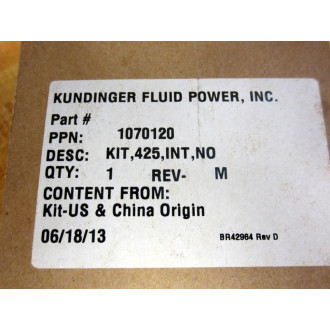 KUNDINGER FLUID POWER, INC.
Part #
PPN: 1070120
DESC: KIT,425,INT,NO
QTY: 1 REV- M
CONTENT FROM:
Kit-US & China Origin
06/18/13 BR42964 Rev D